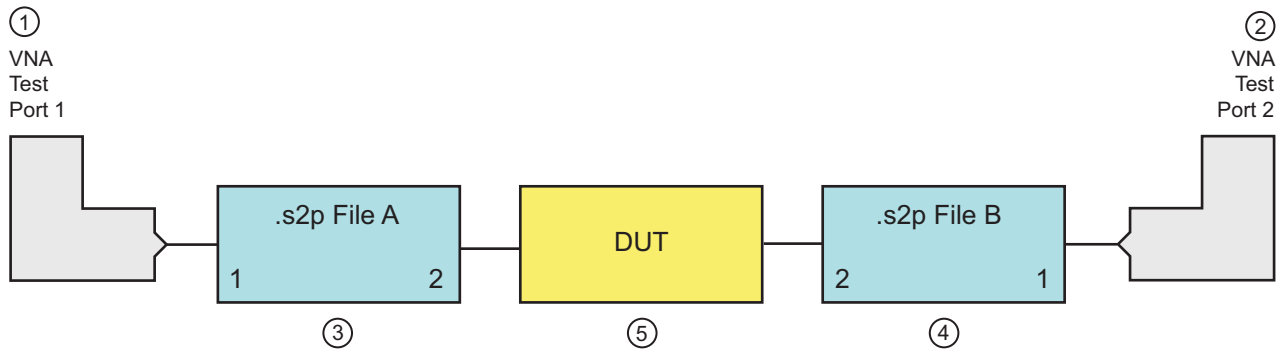 1
VNA
Test
Port 1
2
VNA
Test
Port 2
.s2p File A
1 2
3
DUT
5
.s2p File B
2 1
4